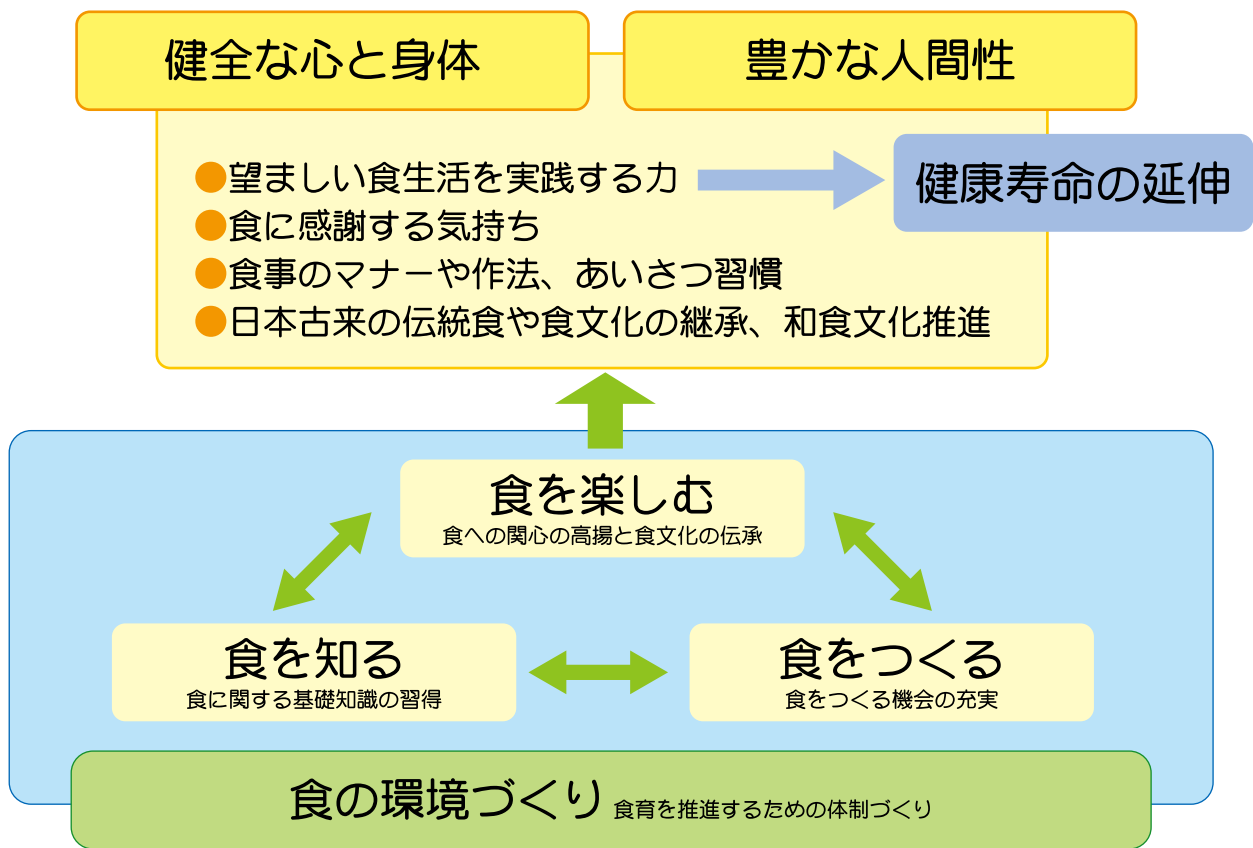 健全な心と身体
豊かな人間性
●望ましい食生活を実践する力
健康寿命の延伸
●食に感謝する気持ち
●食事のマナーや作法、あいさつ習慣
●日本古来の伝統食や食文化の継承、和食文化推進
食を楽しむ
食への関心の高揚と食文化の伝承
食を知る
食に関する基礎知識の習得
食をつくる
食をつくる機会の充実
食の環境づくり 食育を推進するための体制づくり